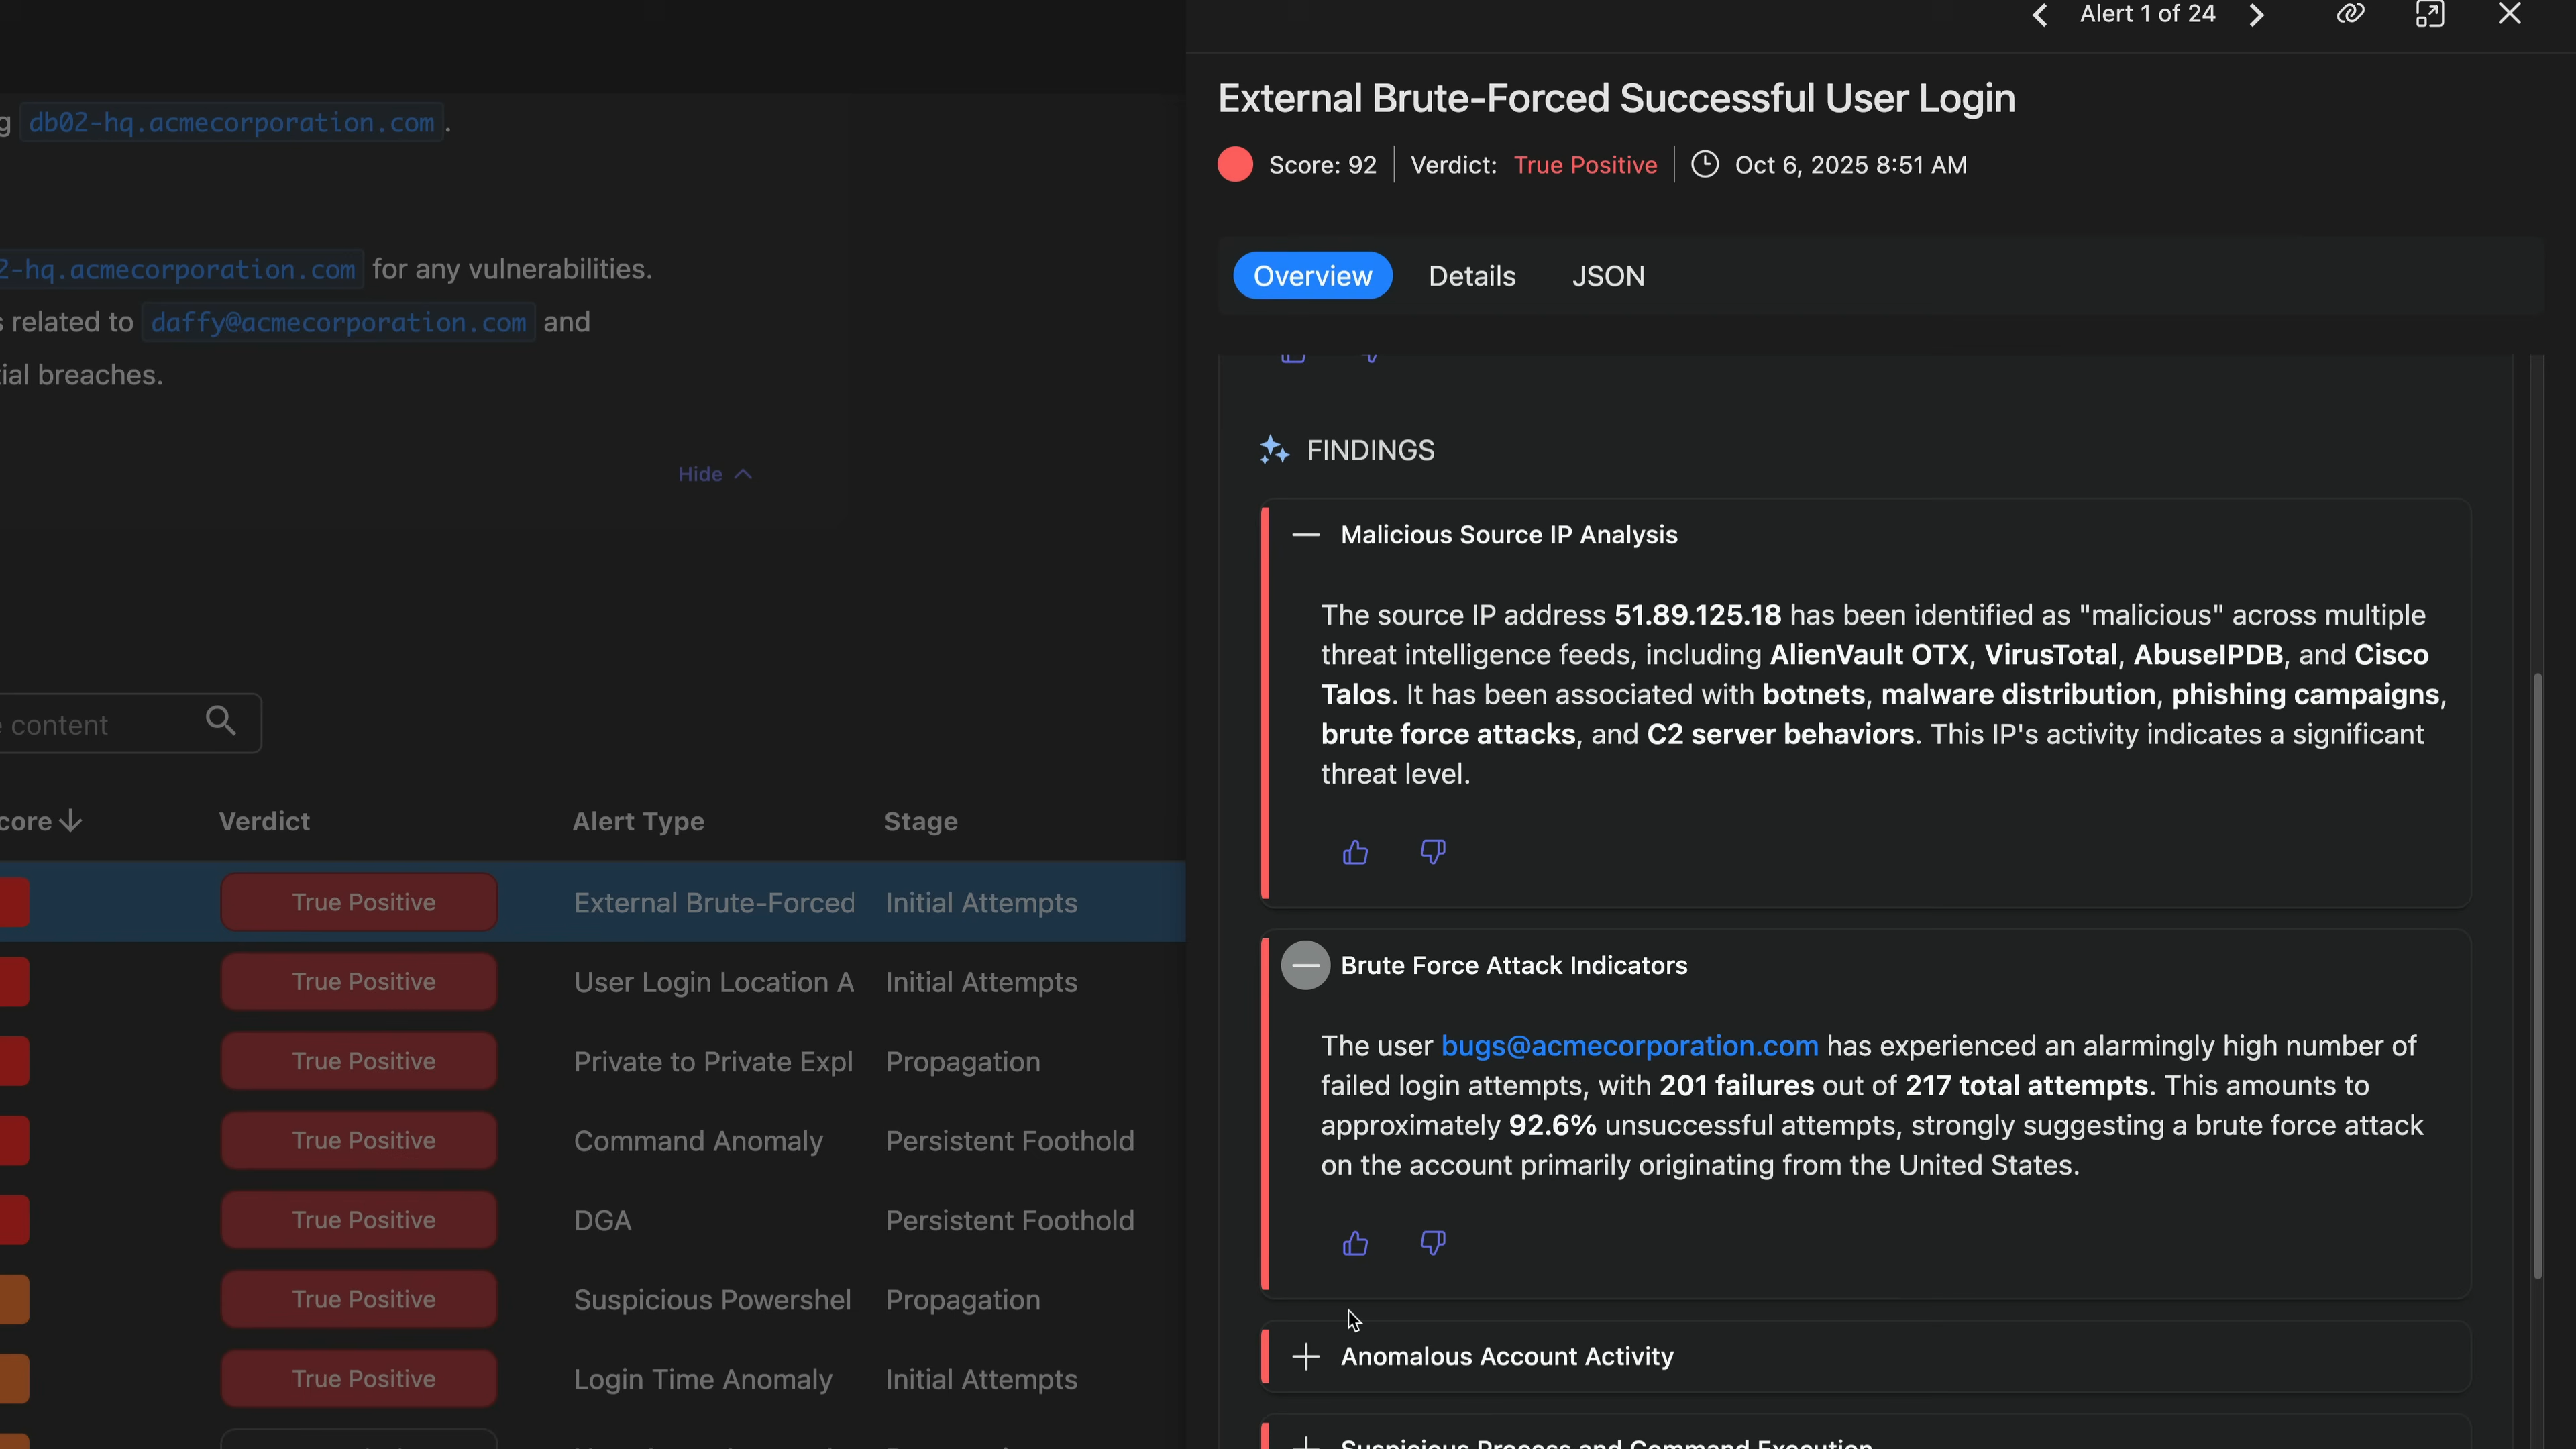 Alert 1 of 24
External Brute-Forced Successful User Login
Score: 92
Verdict: True Positive
Oct 6, 2025 8:51 AM
Overview
Details
JSON
db02-hq.acmecorporation.com.
2-hq.acmecorporation.com for any vulnerabilities.
related to daffy@acmecorporation.com and
ial breaches.
Hide
content
core
Verdict
Alert Type
Stage
True Positive
External Brute-Forced
Initial Attempts
True Positive
User Login Location A
Initial Attempts
True Positive
Private to Private Expl
Propagation
True Positive
Command Anomaly
Persistent Foothold
True Positive
DGA
Persistent Foothold
True Positive
Suspicious Powershel
Propagation
True Positive
Login Time Anomaly
Initial Attempts
FINDINGS
Malicious Source IP Analysis
The source IP address 51.89.125.18 has been identified as "malicious" across multiple
threat intelligence feeds, including AlienVault OTX, VirusTotal, AbuseIPDB, and Cisco
Talos. It has been associated with botnets, malware distribution, phishing campaigns,
brute force attacks, and C2 server behaviors. This IP's activity indicates a significant
threat level.
Brute Force Attack Indicators
The user bugs@acmecorporation.com has experienced an alarmingly high number of
failed login attempts, with 201 failures out of 217 total attempts. This amounts to
approximately 92.6% unsuccessful attempts, strongly suggesting a brute force attack
on the account primarily originating from the United States.
Anomalous Account Activity
Suspicious Process and Command Execution